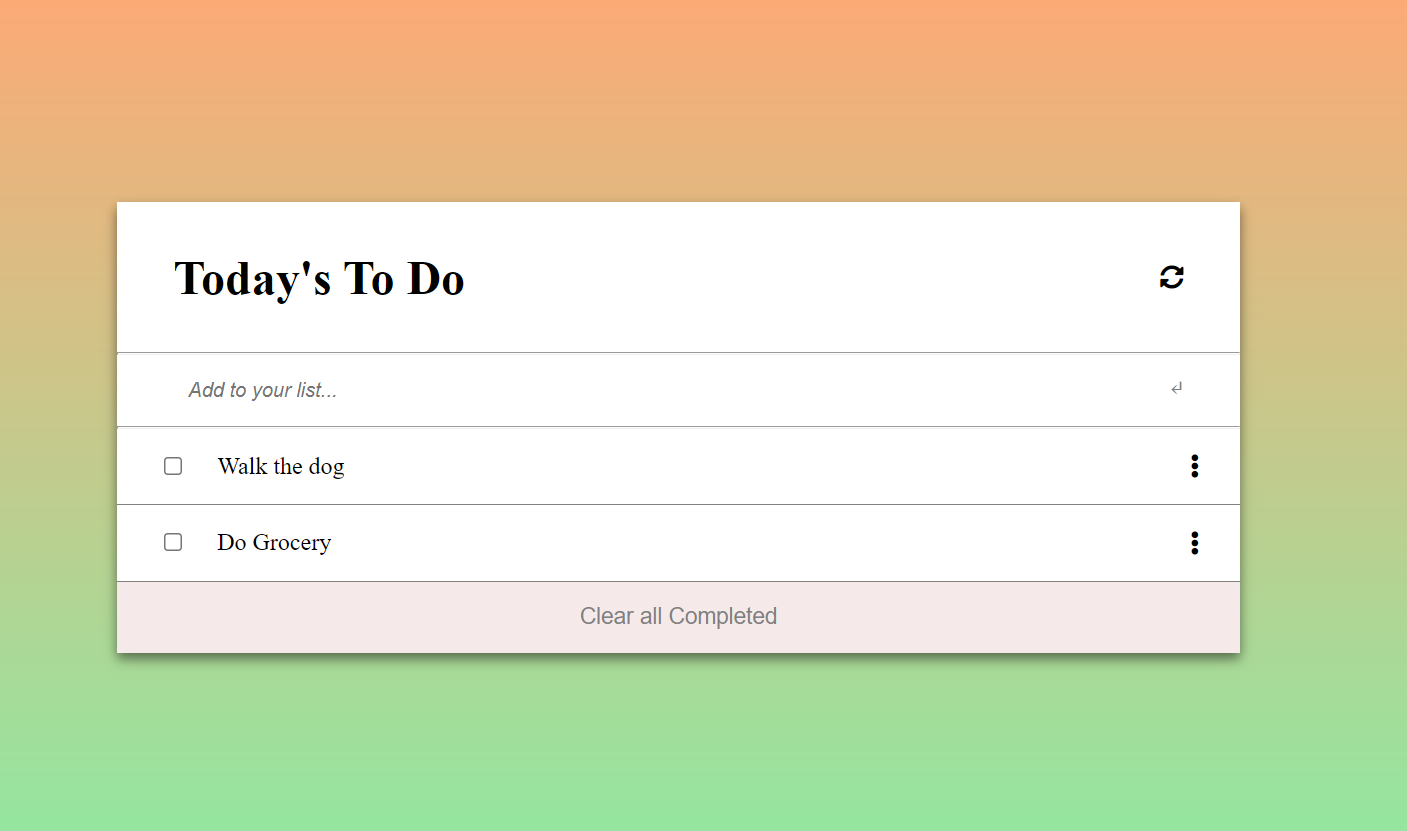 Today's To Do
Add to your list...
Walk the dog
Do Grocery
Clear all Completed